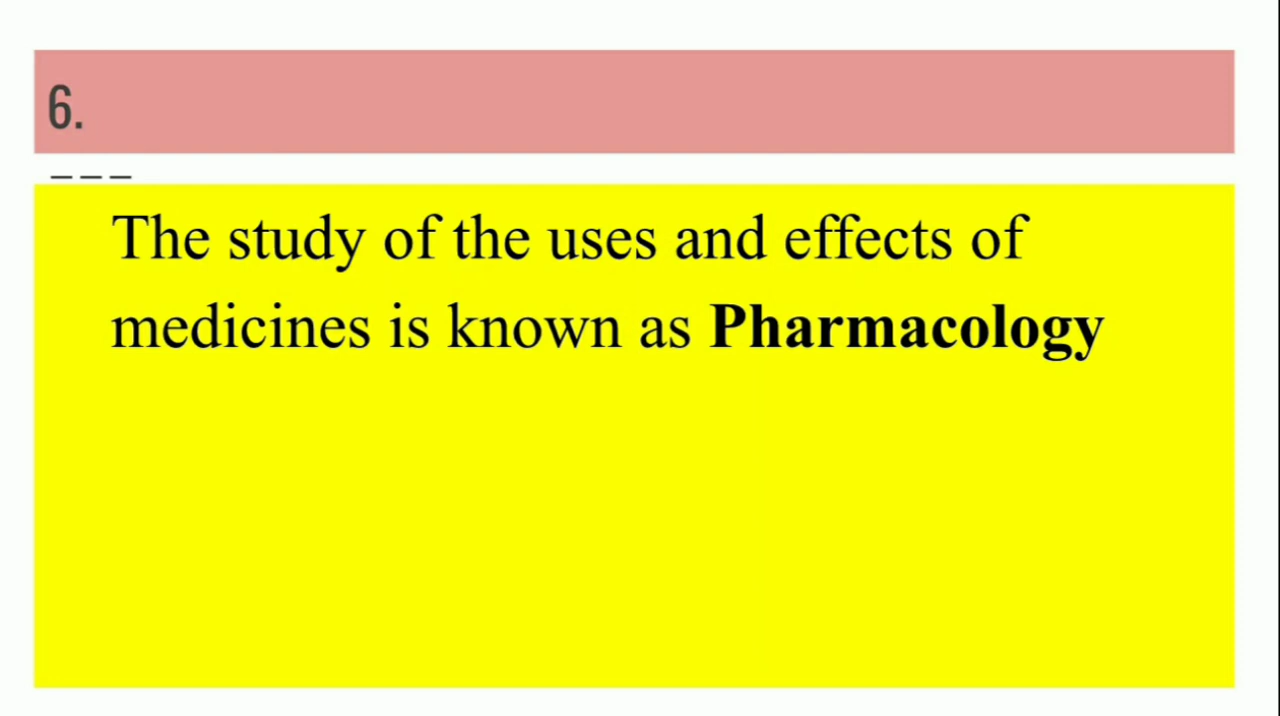 6.
The study of the uses and effects of
medicines is known as Pharmacology